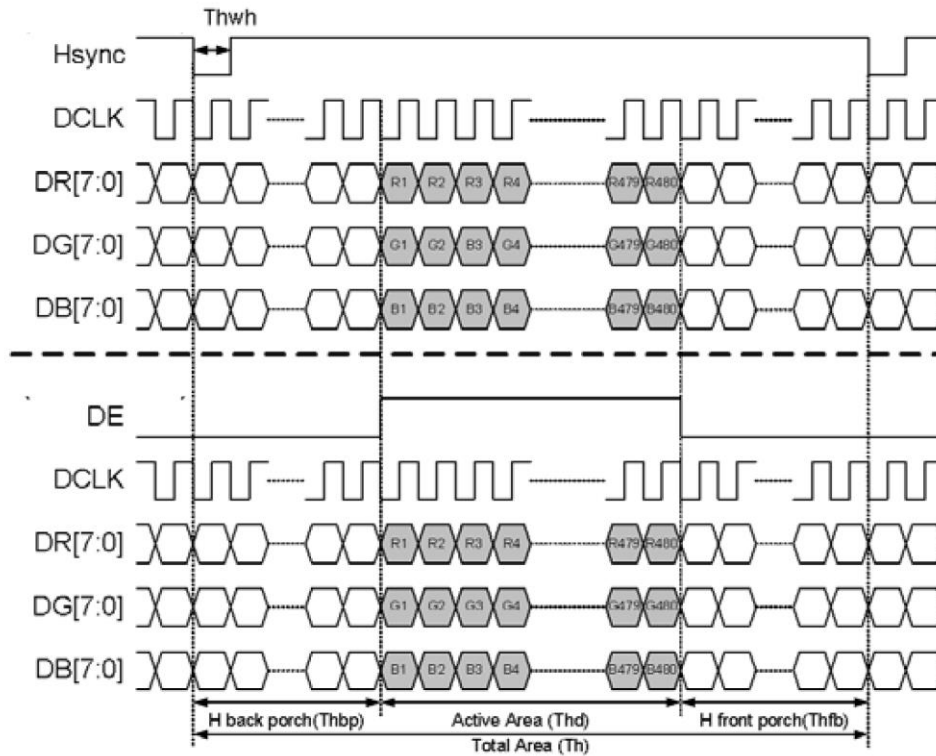 Thwh
Hsync
DCLK
DR[7:0] R1 R2 R3 R4 R479 R480
DG[7:0] G1 G2 B3 G4 G479 G480
DB[7:0] B1 B2 B3 B4 B479 B480
DE
DCLK
DR[7:0] R1 R2 R3 R4 R479 R480
DG[7:0] G1 G2 G3 G4 G479 G480
DB[7:0] B1 B2 B3 B4 B479 B480
H back porch(Thbp) Active Area (Thd) H front porch(Thfb)
Total Area (Th)